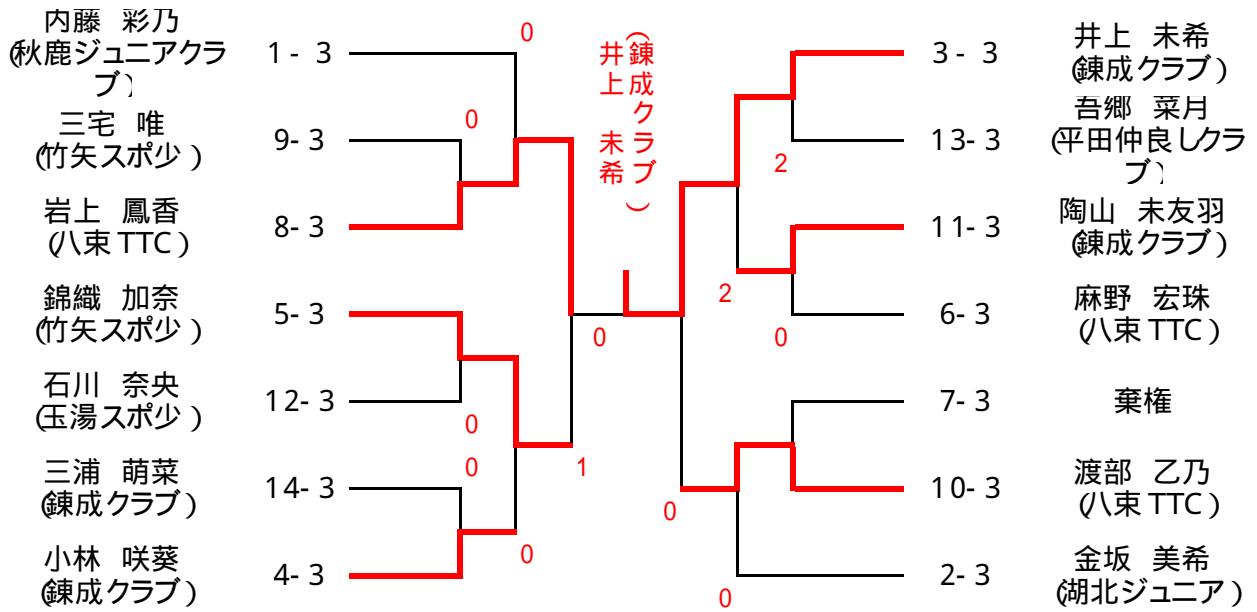 内藤 彩乃
(秋鹿ジュニアクラ
ブ)
1-3
三宅 唯
(竹矢スポ少)
9-3
岩上 鳳香
(八束TTC)
8-3
錦織 加奈
(竹矢スポ少)
5-3
石川 奈央
(玉湯スポ少)
12-3
三浦 萌菜
(錬成クラブ)
14-3
小林 咲葵
(錬成クラブ)
4-3
0
0
0
0
0
1
0
(錬成クラブ)
井上 未希
2
2
0
0
0
3-3
井上 未希
(錬成クラブ)
13-3
吾郷 菜月
(平田仲良しクラ
ブ)
11-3
陶山 未友羽
(錬成クラブ)
6-3
麻野 宏珠
(八束TTC)
7-3
棄権
10-3
渡部 乙乃
(八束TTC)
2-3
金坂 美希
(湖北ジュニア)